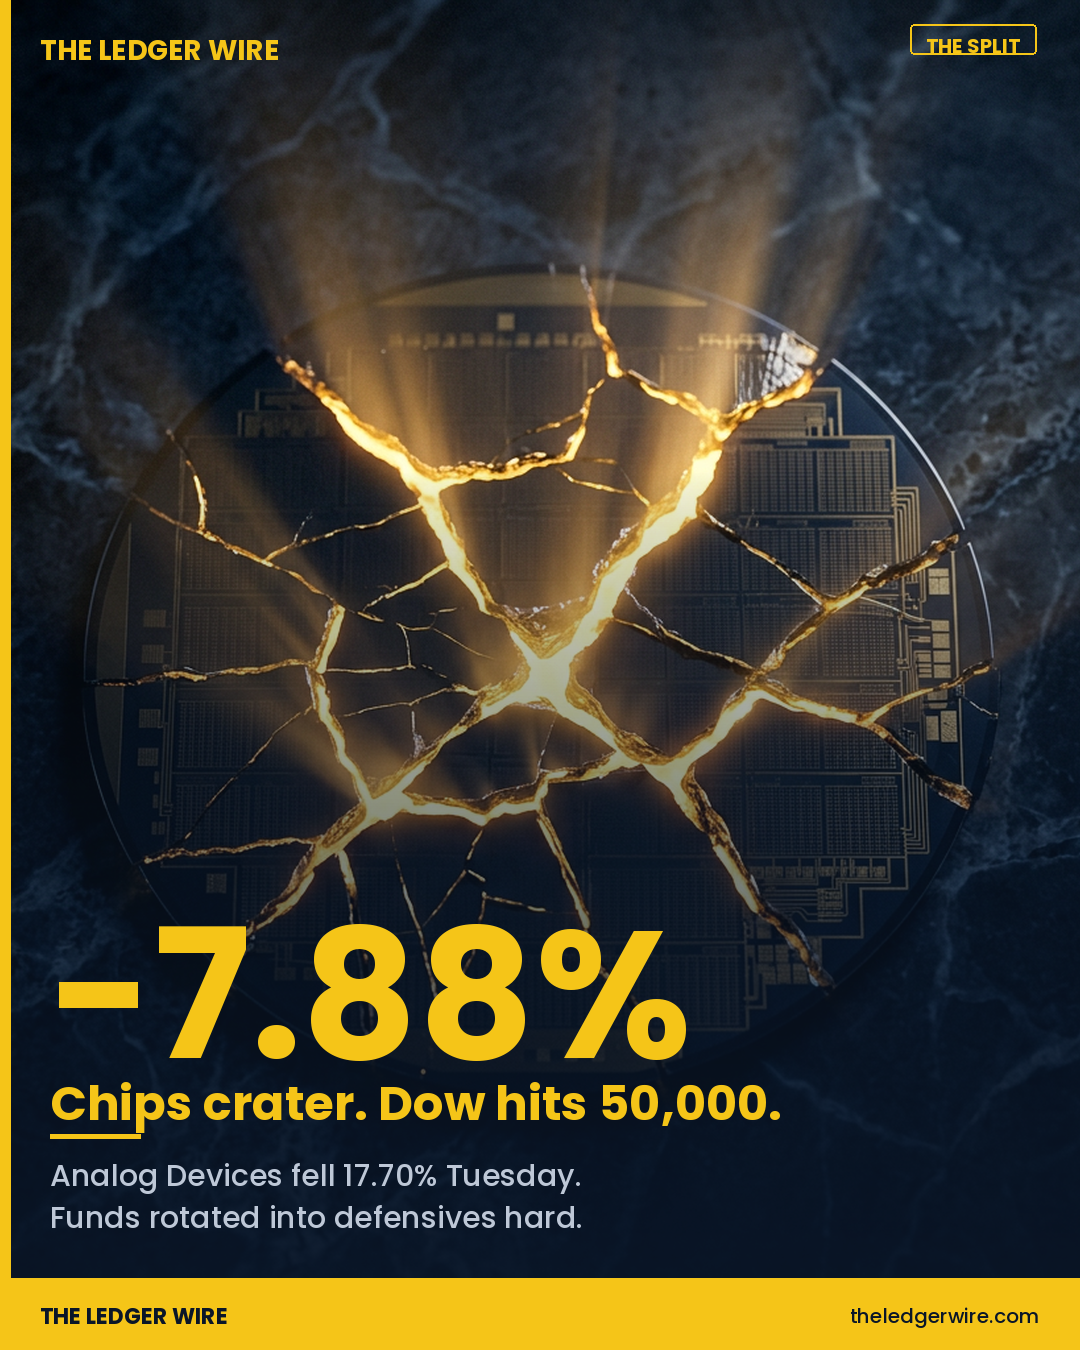 THE LEDGER WIRE
THE SPLIT
-7.88%
Chips crater. Dow hits 50,000.
Analog Devices fell 17.70% Tuesday.
Funds rotated into defensives hard.
THE LEDGER WIRE
theledgerwire.com